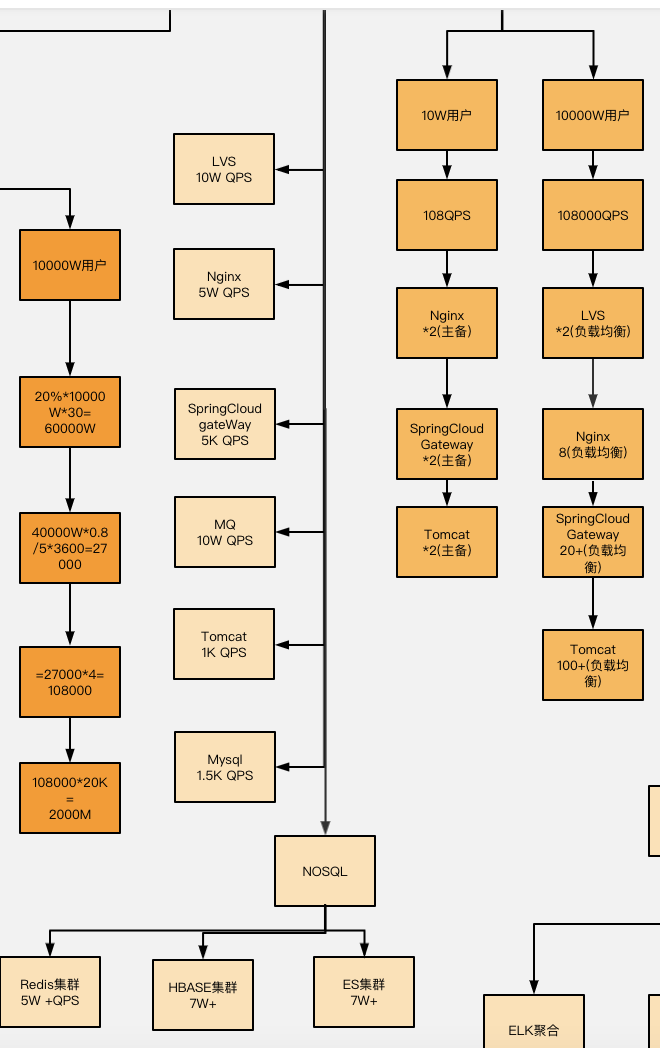 10000W用户
20%*10000
W*30=
60000W
40000W*0.8
/5*3600=27
000
=27000*4=
108000
108000*20K
=
2000M
LVS
10W QPS
Nginx
5W QPS
SpringCloud
gateWay
5K QPS
MQ
10W QPS
Tomcat
1K QPS
Mysql
1.5K QPS
NOSQL
Redis集群
5W +QPS
HBASE集群
7W+
ES集群
7W+
10W用户
108QPS
Nginx
*2(主备)
SpringCloud
Gateway
*2(主备)
Tomcat
*2(主备)
10000W用户
108000QPS
LVS
*2(负载均衡)
Nginx
8(负载均衡)
SpringCloud
Gateway
20+(负载均
衡)
Tomcat
100+(负载均
衡)
ELK聚合